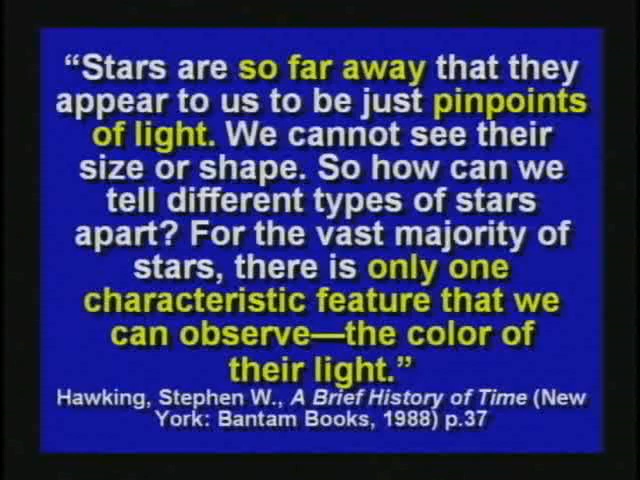 “Stars are so far away that they
appear to us to be just pinpoints
of light. We cannot see their
size or shape. So how can we
tell different types of stars
apart? For the vast majority of
stars, there is only one
characteristic feature that we
can observe—the color of
their light.”
Hawking, Stephen W., A Brief History of Time (New
York: Bantam Books, 1988) p.37